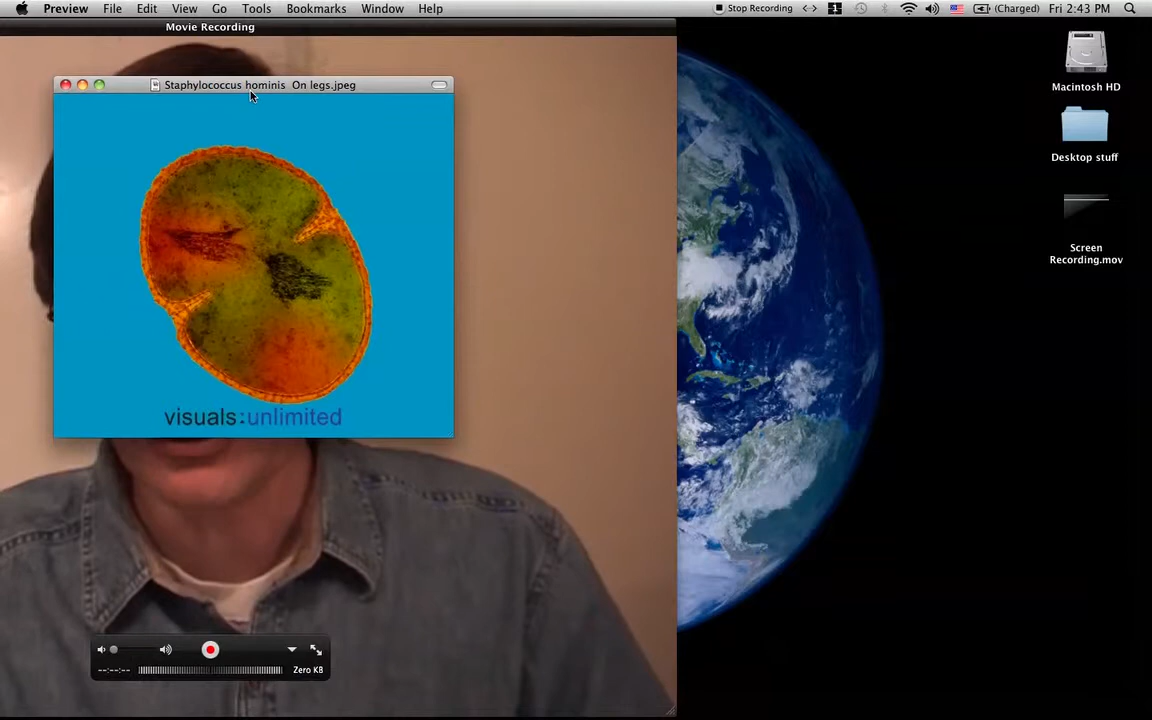 Preview File Edit View Go Tools Bookmarks Window Help
Stop Recording 1 (Charged) Fri 2:43 PM
Movie Recording
Staphylococcus hominis On legs.jpeg
visuals:unlimited
--:--:-- Zero KB
Macintosh HD
Desktop stuff
Screen
Recording.mov